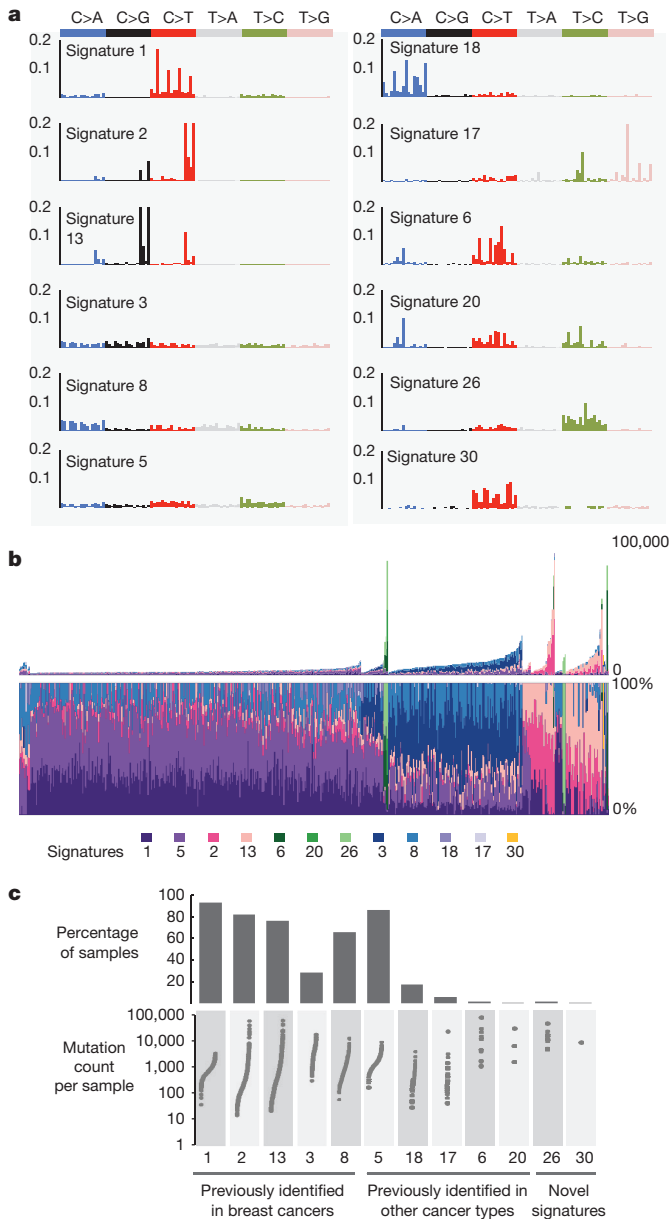 a
C>A C>G C>T T>A T>C T>G
C>A C>G C>T T>A T>C T>G
0.2
0.1
Signature 1
0.2
0.1
Signature 2
0.2
0.1
Signature
13
0.2
0.1
Signature 3
0.2
0.1
Signature 8
0.2
0.1
Signature 5
0.2
0.1
Signature 18
0.2
0.1
Signature 17
0.2
0.1
Signature 6
0.2
0.1
Signature 20
0.2
0.1
Signature 26
0.2
0.1
Signature 30
b
100,000
0
100%
0%
Signatures 1 5 2 13 6 20 26 3 8 18 17 30
c
Percentage
of samples
100
80
60
40
20
Mutation
count
per sample
100,000
10,000
1,000
100
10
1
1 2 13 3 8 5 18 17 6 20 26 30
Previously identified
in breast cancers
Previously identified in
other cancer types
Novel
signatures